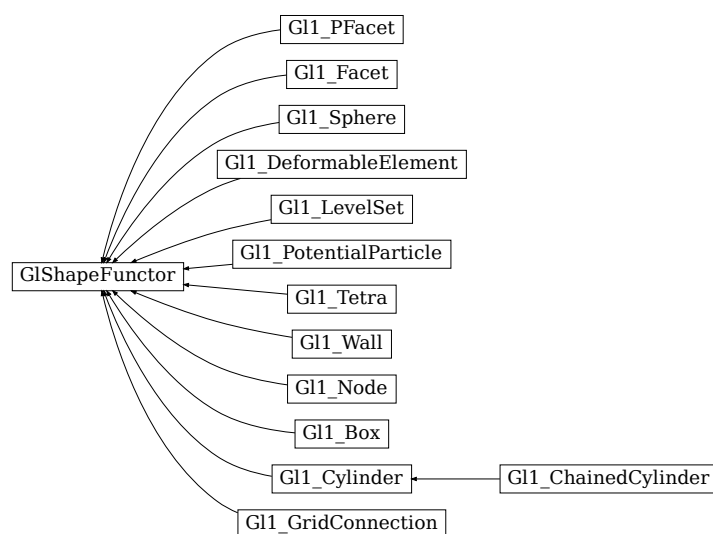 Gl1_PFacet
Gl1_Facet
Gl1_Sphere
Gl1_DeformableElement
Gl1_LevelSet
Gl1_PotentialParticle
GlShapeFunctor
Gl1_Tetra
Gl1_Wall
Gl1_Node
Gl1_Box
Gl1_Cylinder
Gl1_ChainedCylinder
Gl1_GridConnection